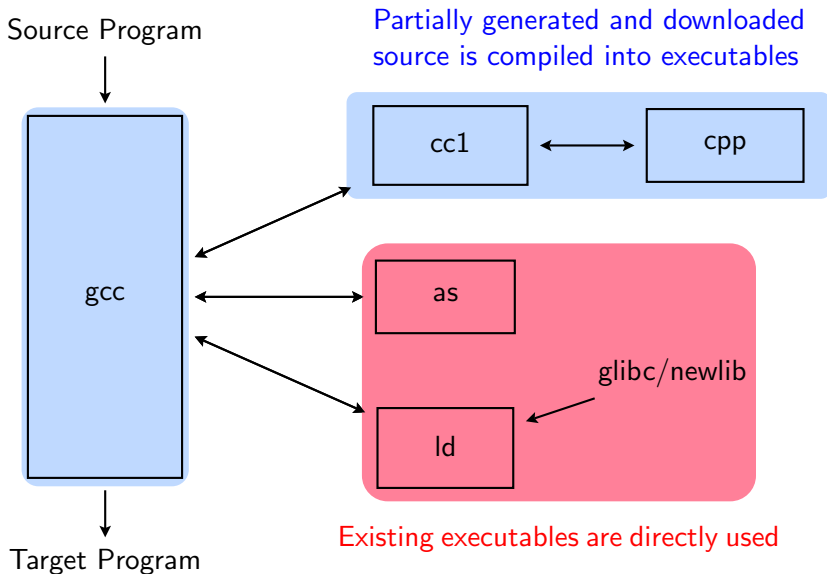 Source Program
Partially generated and downloaded
source is compiled into executables
cc1
cpp
gcc
as
glibc/newlib
ld
Existing executables are directly used
Target Program